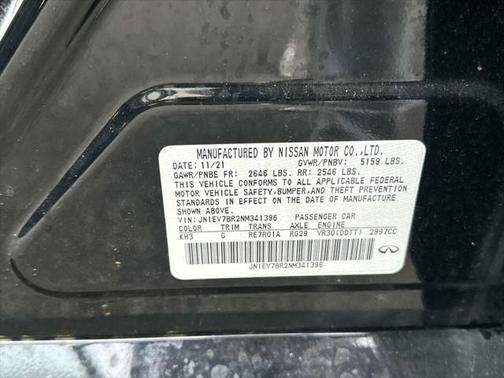 MANUFACTURED BY NISSAN MOTOR CO.,LTD.
DATE: 11/21 GVWR/PNBV: 5159 LBS.
GAWR/PNBE FR: 2646 LBS. RR: 2546 LBS.
THIS VEHICLE CONFORMS TO ALL APPLICABLE FEDERAL
MOTOR VEHICLE SAFETY,BUMPER,AND THEFT PREVENTION
STANDARDS IN EFFECT ON THE DATE OF MANUFACTURE
SHOWN ABOVE.
VIN: JN1EV7BR2NM341396 PASSENGER CAR
COLOR TRIM TRANS AXLE ENGINE
KH3 G RE7R01A RG29 VR30(DDTT) 2997CC
JN1EV7BR2NM341396